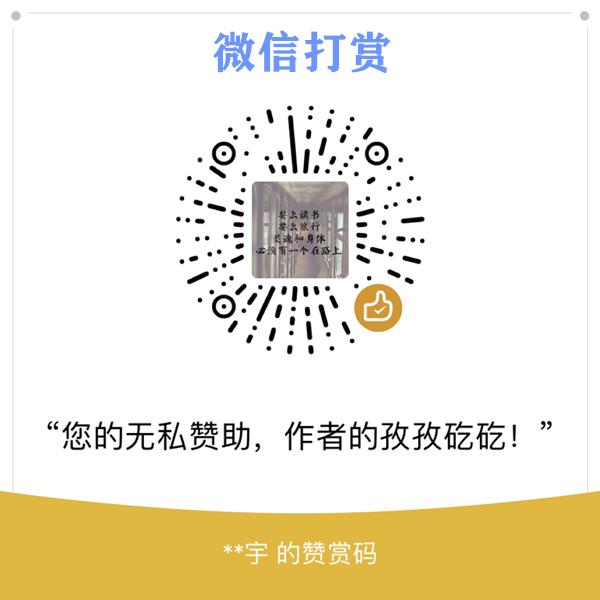 微信打赏
要么读书
要么旅行
灵魂和身体
必须有一个在路上
“您的无私赞助，作者的孜孜矻矻！”
**宇 的赞赏码